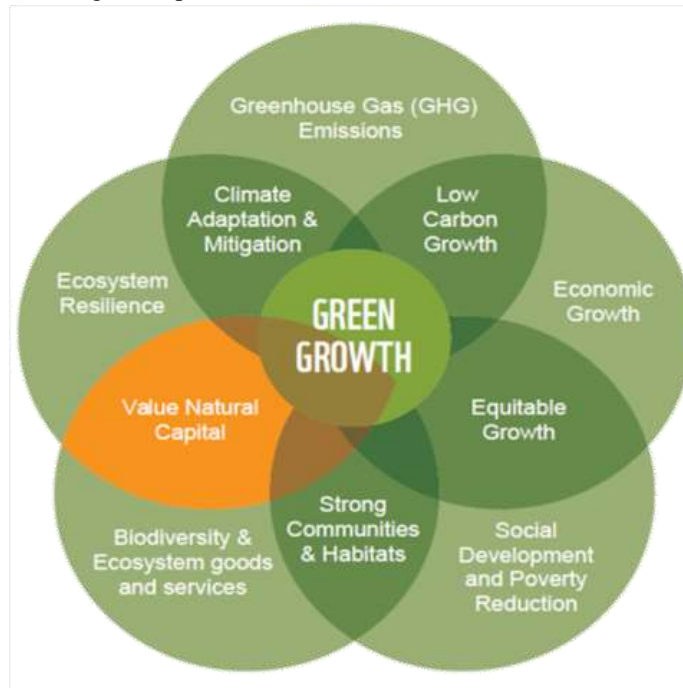 Greenhouse Gas (GHG)
Emissions
Climate
Adaptation &
Mitigation
Low
Carbon
Growth
Ecosystem
Resilience
Economic
Growth
GREEN
GROWTH
Value Natural
Capital
Equitable
Growth
Strong
Communities
& Habitats
Biodiversity &
Ecosystem goods
and services
Social
Development
and Poverty
Reduction